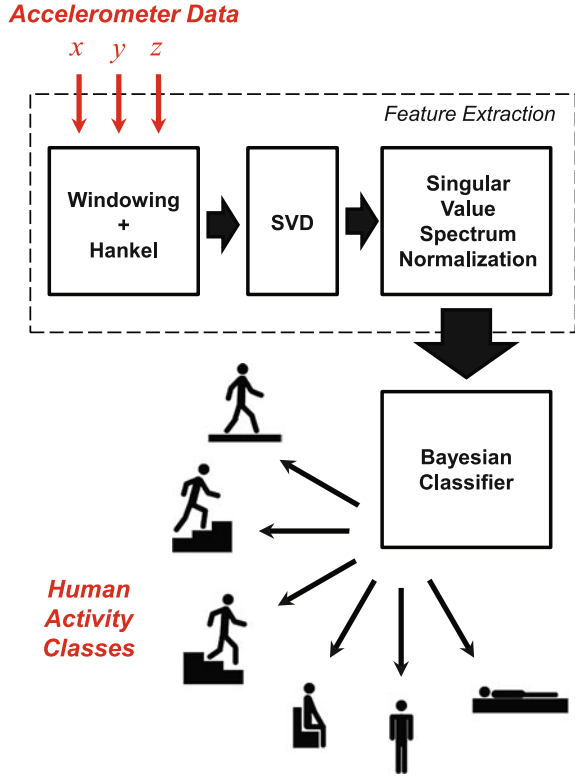 Accelerometer Data
x y z
Feature Extraction
Windowing
+
Hankel
SVD
Singular
Value
Spectrum
Normalization
Bayesian
Classifier
Human
Activity
Classes